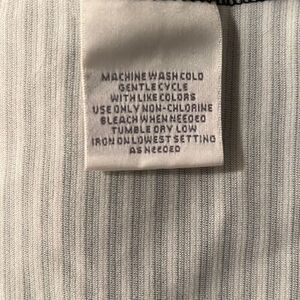 MACHINE WASH COLD
GENTLE CYCLE
WITH LIKE COLORS
USE ONLY NON-CHLORINE
BLEACH WHEN NEEDED
TUMBLE DRY LOW
IRON ON LOWEST SETTING
AS NEEDED